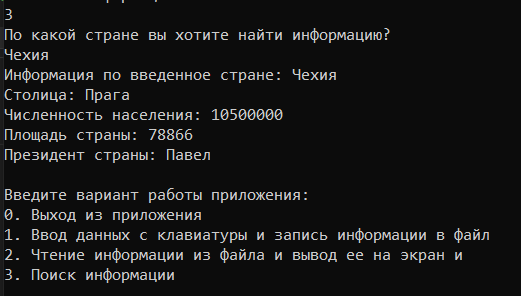 3
По какой стране вы хотите найти информацию?
Чехия
Информация по введенное стране: Чехия
Столица: Прага
Численность населения: 10500000
Площадь страны: 78866
Президент страны: Павел
Введите вариант работы приложения:
0. Выход из приложения
1. Ввод данных с клавиатуры и запись информации в файл
2. Чтение информации из файла и вывод ее на экран и
3. Поиск информации